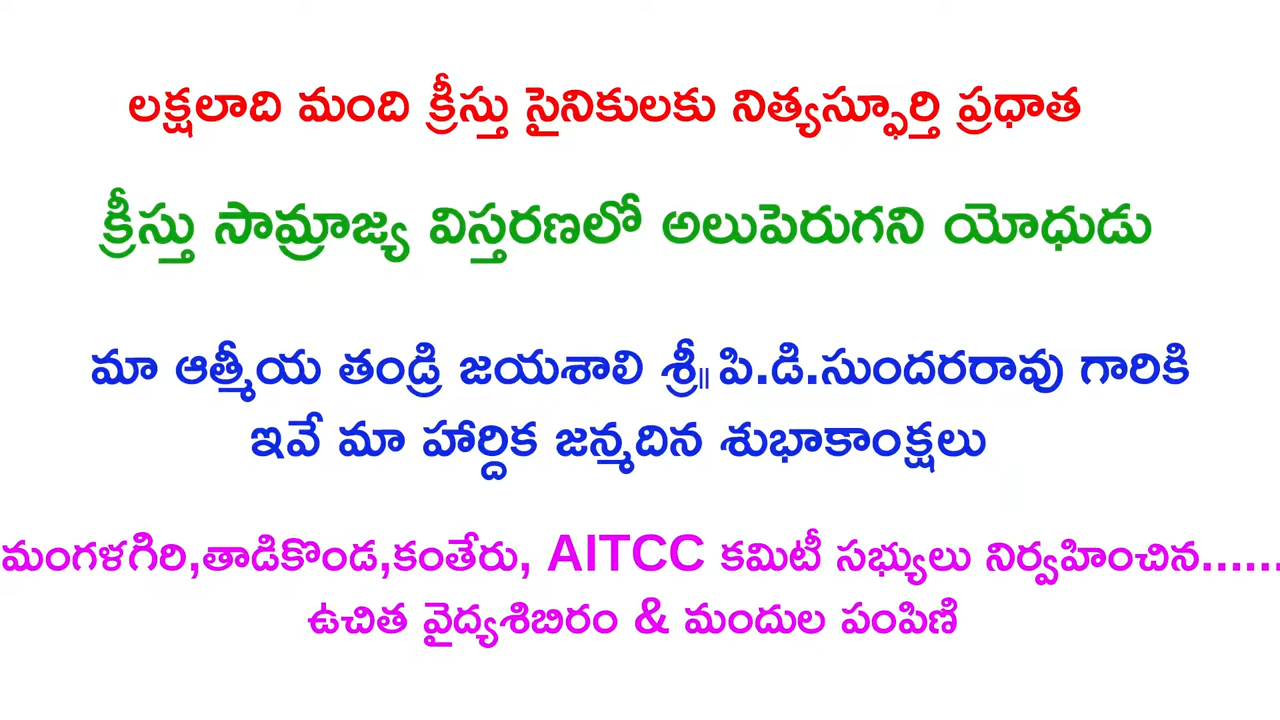 లక్షలాది మంది క్రీస్తు సైనికులకు నిత్యస్ఫూర్తి ప్రధాత
క్రీస్తు సామ్రాజ్య విస్తరణలో అలుపెరుగని యోధుడు
మా ఆత్మీయ తండ్రి జయశాలి శ్రీ|| పి.డి.సుందరరావు గారికి
ఇవే మా హార్దిక జన్మదిన శుభాకాంక్షలు
మంగళగిరి,తాడికొండ,కంతేరు, AITCC కమిటీ సభ్యులు నిర్వహించిన......
ఉచిత వైద్యశిబిరం & మందుల పంపిణి